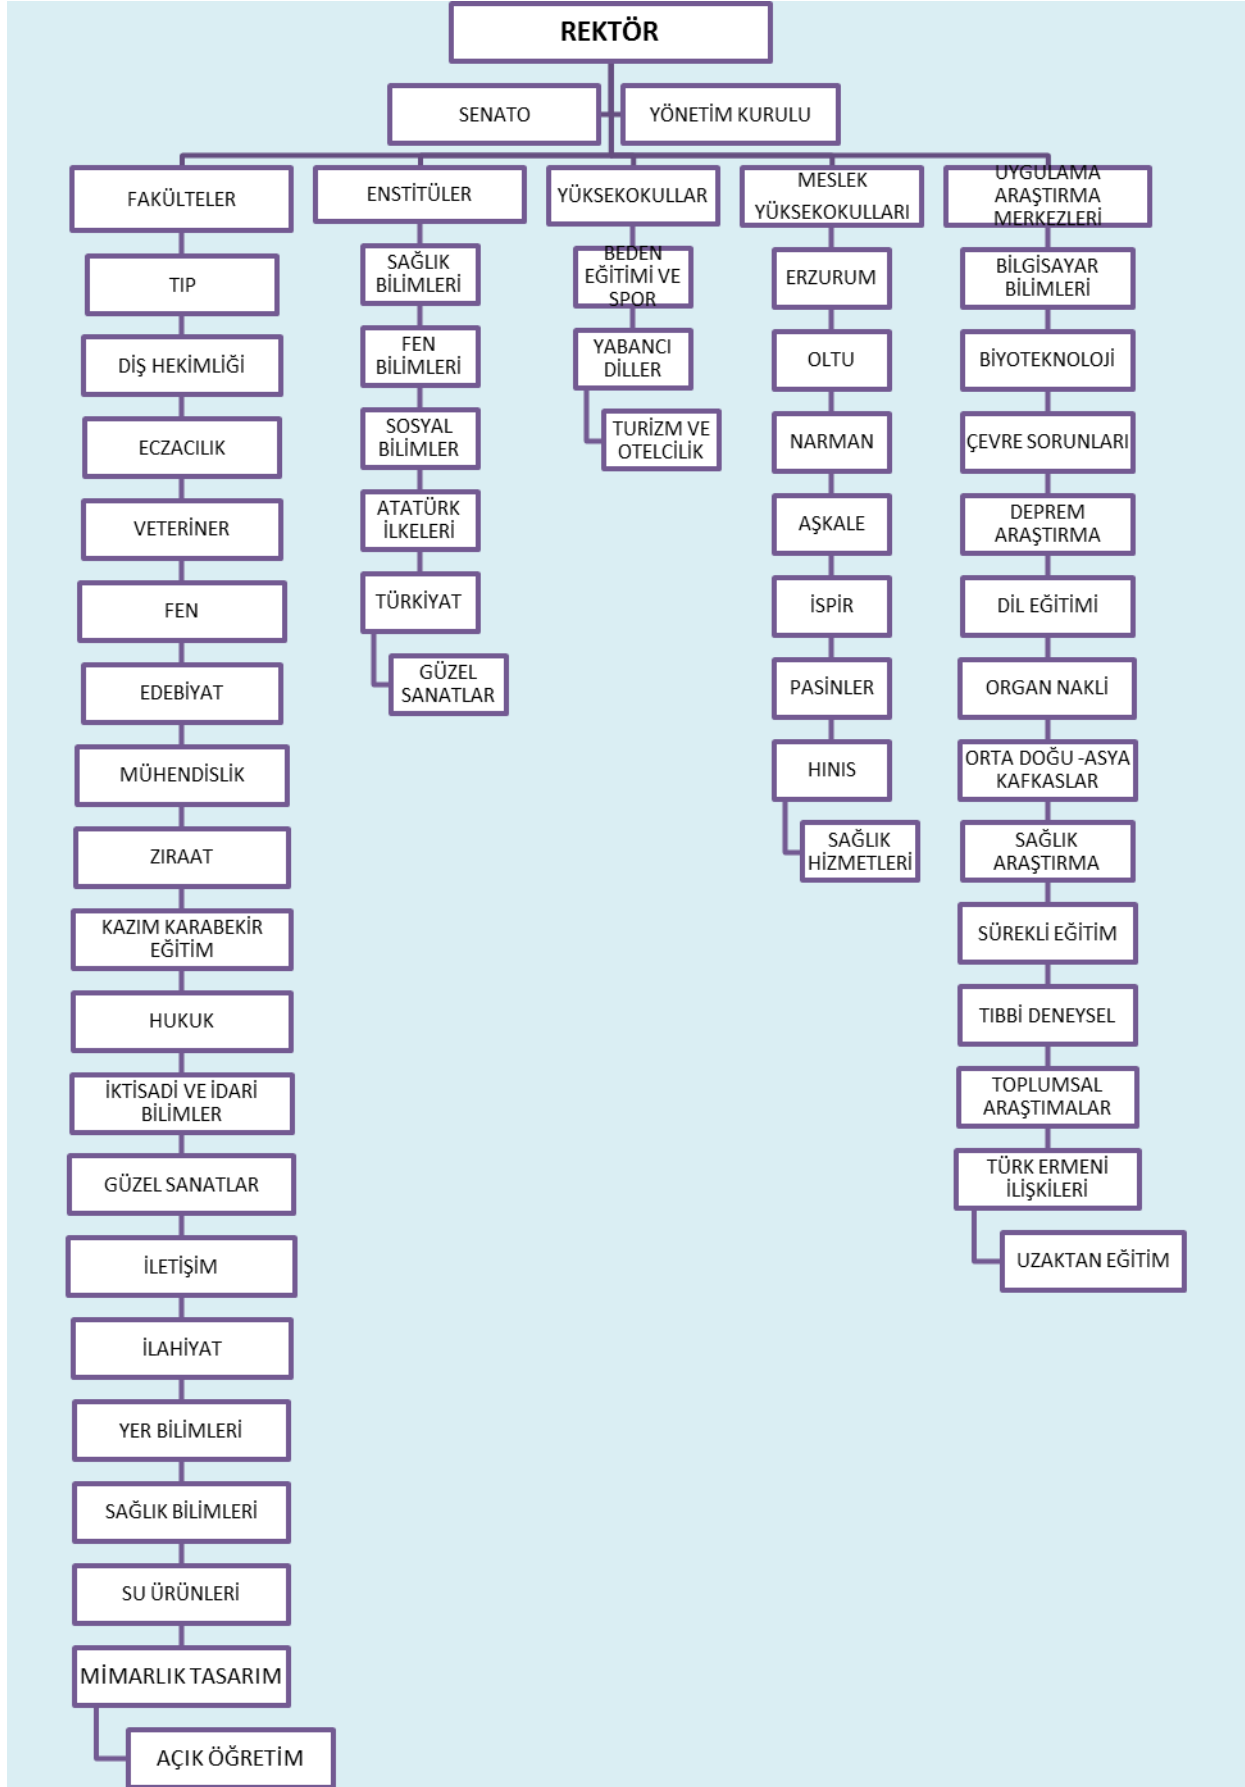 REKTÖR
SENATO
YÖNETİM KURULU
FAKÜLTELER
TIP
DİŞ HEKİMLİĞİ
ECZACILIK
VETERİNER
FEN
EDEBİYAT
MÜHENDİSLİK
ZIRAAT
KAZIM KARABEKİR
EĞİTİM
HUKUK
İKTİSADİ VE İDARİ
BİLİMLER
GÜZEL SANATLAR
İLETİŞİM
İLAHİYAT
YER BİLİMLERİ
SAĞLIK BİLİMLERİ
SU ÜRÜNLERİ
MİMARLIK TASARIM
AÇIK ÖĞRETİM
ENSTİTÜLER
SAĞLIK
BİLİMLERİ
FEN
BİLİMLERİ
SOSYAL
BİLİMLER
ATATÜRK
İLKELERİ
TÜRKİYAT
GÜZEL
SANATLAR
YÜKSEKOKULLAR
BEDEN
EĞİTİMİ VE
SPOR
YABANCI
DİLLER
TURİZM VE
OTELCİLİK
MESLEK
YÜKSEKOKULLARI
ERZURUM
OLTU
NARMAN
AŞKALE
İSPİR
PASİNLER
HINIS
SAĞLIK
HİZMETLERİ
UYGULAMA
ARAŞTIRMA
MERKEZLERİ
BİLGİSAYAR
BİLİMLERİ
BİYOTEKNOLOJİ
ÇEVRE SORUNLARI
DEPREM
ARAŞTIRMA
DİL EĞİTİMİ
ORGAN NAKLİ
ORTA DOĞU -ASYA
KAFKASLAR
SAĞLIK
ARAŞTIRMA
SÜREKLİ EĞİTİM
TIBBİ DENEYSEL
TOPLUMSAL
ARAŞTIMALAR
TÜRK ERMENİ
İLİŞKİLERİ
UZAKTAN EĞİTİM